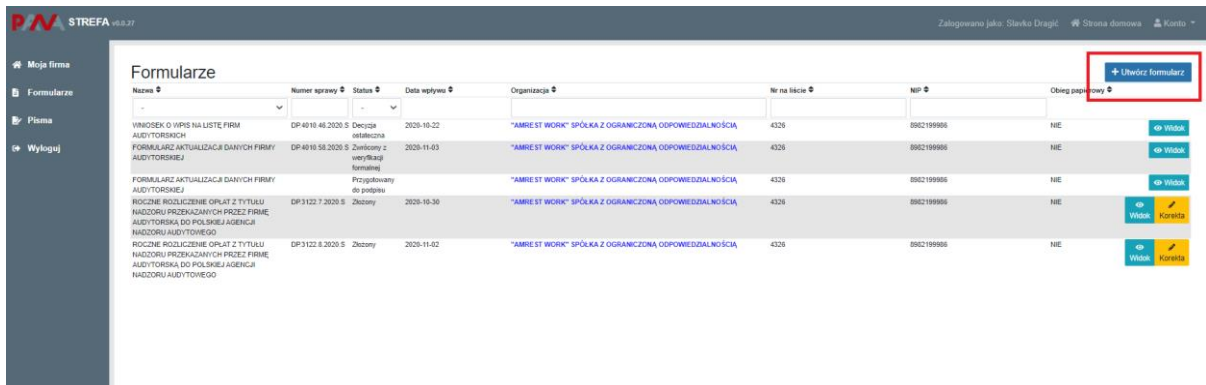 PANA STREFA v0.0.27
Zalogowano jako: Slavko Dragić Strona domowa Konto
Moja firma
Formularze
Pisma
Wyloguj
Formularze
+ Utwórz formularz
Nazwa Numer sprawy Status Data wpływu Organizacja Nr na liście NIP Obieg papierowy
- -
WNIOSEK O WPIS NA LISTĘ FIRM DP.4010.46.2020.S Decyzja 2020-10-22 "AMREST WORK" SPÓŁKA Z OGRANICZONĄ ODPOWIEDZIALNOŚCIĄ 4326 8982199986 NIE Widok
AUDYTORSKICH ostateczna
FORMULARZ AKTUALIZACJI DANYCH FIRMY DP.4010.58.2020.S Zwrócony z 2020-11-03 "AMREST WORK" SPÓŁKA Z OGRANICZONĄ ODPOWIEDZIALNOŚCIĄ 4326 8982199986 NIE Widok
AUDYTORSKIEJ weryfikacji
formalnej
FORMULARZ AKTUALIZACJI DANYCH FIRMY Przygotowany "AMREST WORK" SPÓŁKA Z OGRANICZONĄ ODPOWIEDZIALNOŚCIĄ 4326 8982199986 NIE Widok
AUDYTORSKIEJ do podpisu
ROCZNE ROZLICZENIE OPŁAT Z TYTUŁU DP.3122.7.2020.S Złożony 2020-10-30 "AMREST WORK" SPÓŁKA Z OGRANICZONĄ ODPOWIEDZIALNOŚCIĄ 4326 8982199986 NIE
NADZORU PRZEKAZANYCH PRZEZ FIRMĘ Widok Korekta
AUDYTORSKĄ DO POLSKIEJ AGENCJI
NADZORU AUDYTOWEGO
ROCZNE ROZLICZENIE OPŁAT Z TYTUŁU DP.3122.8.2020.S Złożony 2020-11-02 "AMREST WORK" SPÓŁKA Z OGRANICZONĄ ODPOWIEDZIALNOŚCIĄ 4326 8982199986 NIE
NADZORU PRZEKAZANYCH PRZEZ FIRMĘ Widok Korekta
AUDYTORSKĄ DO POLSKIEJ AGENCJI
NADZORU AUDYTOWEGO